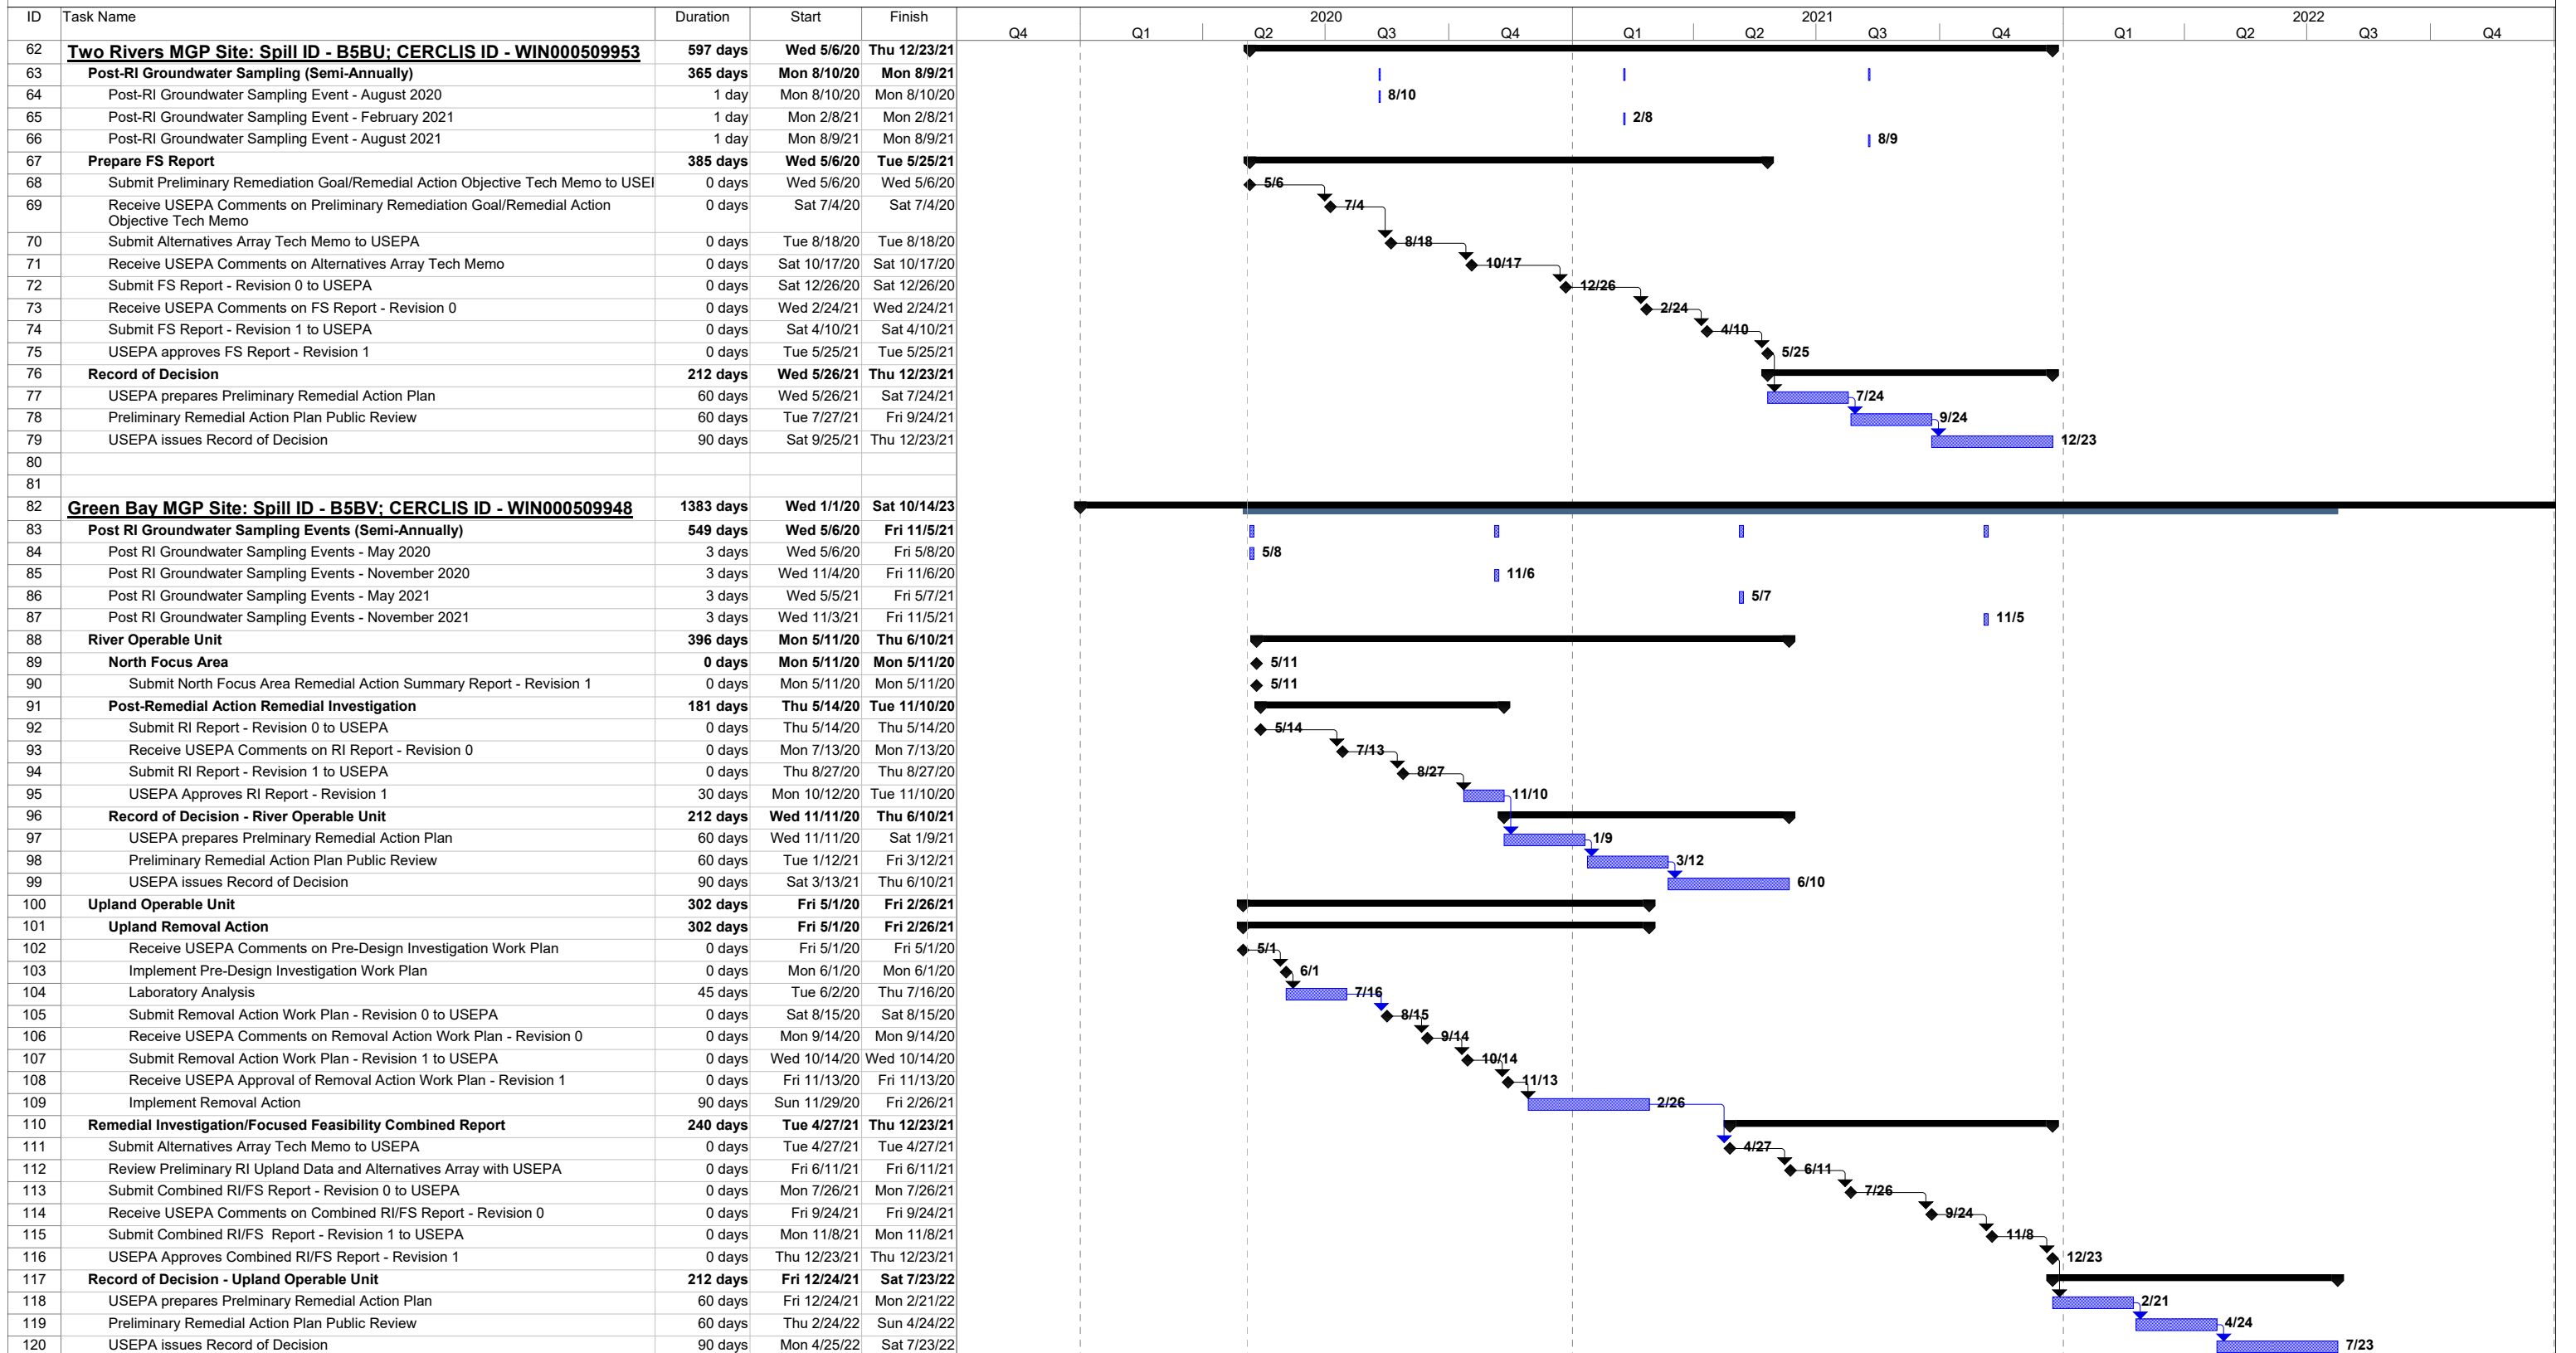 ID Task Name Duration Start Finish 2020 2021 2022
Q4 Q1 Q2 Q3 Q4 Q1 Q2 Q3 Q4 Q1 Q2 Q3 Q4
62 Two Rivers MGP Site: Spill ID - B5BU; CERCLIS ID - WIN000509953 597 days Wed 5/6/20 Thu 12/23/21
63 Post-RI Groundwater Sampling (Semi-Annually) 365 days Mon 8/10/20 Mon 8/9/21
64 Post-RI Groundwater Sampling Event - August 2020 1 day Mon 8/10/20 Mon 8/10/20 8/10
65 Post-RI Groundwater Sampling Event - February 2021 1 day Mon 2/8/21 Mon 2/8/21 2/8
66 Post-RI Groundwater Sampling Event - August 2021 1 day Mon 8/9/21 Mon 8/9/21 8/9
67 Prepare FS Report 385 days Wed 5/6/20 Tue 5/25/21
68 Submit Preliminary Remediation Goal/Remedial Action Objective Tech Memo to 0 days Wed 5/6/20 Wed 5/6/20 5/6
69 Receive USEPA Comments on Preliminary Remediation Goal/Remedial Action 0 days Sat 7/4/20 Sat 7/4/20 7/4
Objective Tech Memo
70 Submit Alternatives Array Tech Memo to USEPA 0 days Tue 8/18/20 Tue 8/18/20 8/18
71 Receive USEPA Comments on Alternatives Array Tech Memo 0 days Sat 10/17/20 Sat 10/17/20 10/17
72 Submit FS Report - Revision 0 to USEPA 0 days Sat 12/26/20 Sat 12/26/20 12/26
73 Receive USEPA Comments on FS Report - Revision 0 0 days Wed 2/24/21 Wed 2/24/21 2/24
74 Submit FS Report - Revision 1 to USEPA 0 days Sat 4/10/21 Sat 4/10/21 4/10
75 USEPA approves FS Report - Revision 1 0 days Tue 5/25/21 Tue 5/25/21 5/25
76 Record of Decision 212 days Wed 5/26/21 Thu 12/23/21
77 USEPA prepares Preliminary Remedial Action Plan 60 days Wed 5/26/21 Sat 7/24/21 7/24
78 Preliminary Remedial Action Plan Public Review 60 days Tue 7/27/21 Fri 9/24/21 9/24
79 USEPA issues Record of Decision 90 days Sat 9/25/21 Thu 12/23/21 12/23
80
81
82 Green Bay MGP Site: Spill ID - B5BV; CERCLIS ID - WIN000509948 1383 days Wed 1/1/20 Sat 10/14/23
83 Post RI Groundwater Sampling Events (Semi-Annually) 549 days Wed 5/6/20 Fri 11/5/21
84 Post RI Groundwater Sampling Events - May 2020 3 days Wed 5/6/20 Fri 5/8/20 5/8
85 Post RI Groundwater Sampling Events - November 2020 3 days Wed 11/4/20 Fri 11/6/20 11/6
86 Post RI Groundwater Sampling Events - May 2021 3 days Wed 5/5/21 Fri 5/7/21 5/7
87 Post RI Groundwater Sampling Events - November 2021 3 days Wed 11/3/21 Fri 11/5/21 11/5
88 River Operable Unit 396 days Mon 5/11/20 Thu 6/10/21
89 North Focus Area 0 days Mon 5/11/20 Mon 5/11/20 5/11
90 Submit North Focus Area Remedial Action Summary Report - Revision 1 0 days Mon 5/11/20 Mon 5/11/20 5/11
91 Post-Remedial Action Remedial Investigation 181 days Thu 5/14/20 Tue 11/10/20
92 Submit RI Report - Revision 0 to USEPA 0 days Thu 5/14/20 Thu 5/14/20 5/14
93 Receive USEPA Comments on RI Report - Revision 0 0 days Mon 7/13/20 Mon 7/13/20 7/13
94 Submit RI Report - Revision 1 to USEPA 0 days Thu 8/27/20 Thu 8/27/20 8/27
95 USEPA Approves RI Report - Revision 1 30 days Mon 10/12/20 Tue 11/10/20 11/10
96 Record of Decision - River Operable Unit 212 days Wed 11/11/20 Thu 6/10/21
97 USEPA prepares Prelminary Remedial Action Plan 60 days Wed 11/11/20 Sat 1/9/21 1/9
98 Preliminary Remedial Action Plan Public Review 60 days Tue 1/12/21 Fri 3/12/21 3/12
99 USEPA issues Record of Decision 90 days Sat 3/13/21 Thu 6/10/21 6/10
100 Upland Operable Unit 302 days Fri 5/1/20 Fri 2/26/21
101 Upland Removal Action 302 days Fri 5/1/20 Fri 2/26/21
102 Receive USEPA Comments on Pre-Design Investigation Work Plan 0 days Fri 5/1/20 Fri 5/1/20 5/1
103 Implement Pre-Design Investigation Work Plan 0 days Mon 6/1/20 Mon 6/1/20 6/1
104 Laboratory Analysis 45 days Tue 6/2/20 Thu 7/16/20 7/16
105 Submit Removal Action Work Plan - Revision 0 to USEPA 0 days Sat 8/15/20 Sat 8/15/20 8/15
106 Receive USEPA Comments on Removal Action Work Plan - Revision 0 0 days Mon 9/14/20 Mon 9/14/20 9/14
107 Submit Removal Action Work Plan - Revision 1 to USEPA 0 days Wed 10/14/20 Wed 10/14/20 10/14
108 Receive USEPA Approval of Removal Action Work Plan - Revision 1 0 days Fri 11/13/20 Fri 11/13/20 11/13
109 Implement Removal Action 90 days Sun 11/29/20 Fri 2/26/21 2/26
110 Remedial Investigation/Focused Feasibility Combined Report 240 days Tue 4/27/21 Thu 12/23/21
111 Submit Alternatives Array Tech Memo to USEPA 0 days Tue 4/27/21 Tue 4/27/21 4/27
112 Review Preliminary RI Upland Data and Alternatives Array with USEPA 0 days Fri 6/11/21 Fri 6/11/21 6/11
113 Submit Combined RI/FS Report - Revision 0 to USEPA 0 days Mon 7/26/21 Mon 7/26/21 7/26
114 Receive USEPA Comments on Combined RI/FS Report - Revision 0 0 days Fri 9/24/21 Fri 9/24/21 9/24
115 Submit Combined RI/FS Report - Revision 1 to USEPA 0 days Mon 11/8/21 Mon 11/8/21 11/8
116 USEPA Approves Combined RI/FS Report - Revision 1 0 days Thu 12/23/21 Thu 12/23/21 12/23
117 Record of Decision - Upland Operable Unit 212 days Fri 12/24/21 Sat 7/23/22
118 USEPA prepares Prelminary Remedial Action Plan 60 days Fri 12/24/21 Mon 2/21/22 2/21
119 Preliminary Remedial Action Plan Public Review 60 days Thu 2/24/22 Sun 4/24/22 4/24
120 USEPA issues Record of Decision 90 days Mon 4/25/22 Sat 7/23/22 7/23